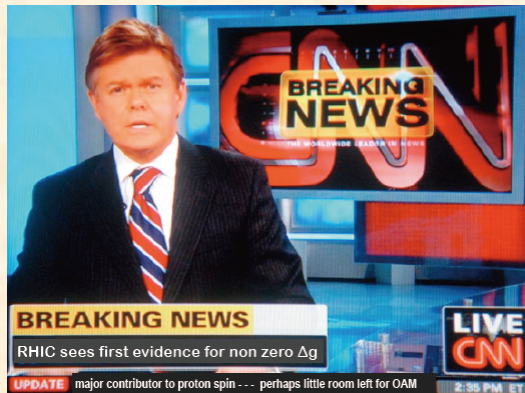 CNN
BREAKING
NEWS
THE WORLDWIDE LEADER IN NEWS
BREAKING NEWS
RHIC sees first evidence for non zero Δg
LIVE
CNN
UPDATE major contributor to proton spin - - - perhaps little room left for OAM
2:35 PM ET